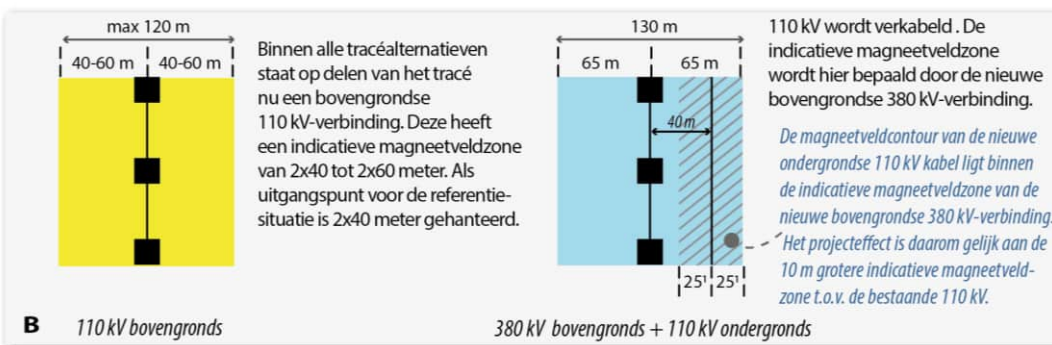 max 120 m
40-60 m
40-60 m
Binnen alle tracéalternatieven
staat op delen van het tracé
nu een bovengrondse
110 kV-verbinding. Deze heeft
een indicatieve magneetveldzone
van 2x40 tot 2x60 meter. Als
uitgangspunt voor de referentie-
situatie is 2x40 meter gehanteerd.
130 m
65 m
65 m
40 m
25¹
25¹
110 kV wordt verkabeld . De
indicatieve magneetveldzone
wordt hier bepaald door de nieuwe
bovengrondse 380 kV-verbinding.
De magneetveldcontour van de nieuwe
ondergrondse 110 kV kabel ligt binnen
de indicatieve magneetveldzone van de
nieuwe bovengrondse 380 kV-verbinding.
Het projecteffect is daarom gelijk aan de
10 m grotere indicatieve magneetveld-
zone t.o.v. de bestaande 110 kV.
B
110 kV bovengronds
380 kV bovengronds + 110 kV ondergronds